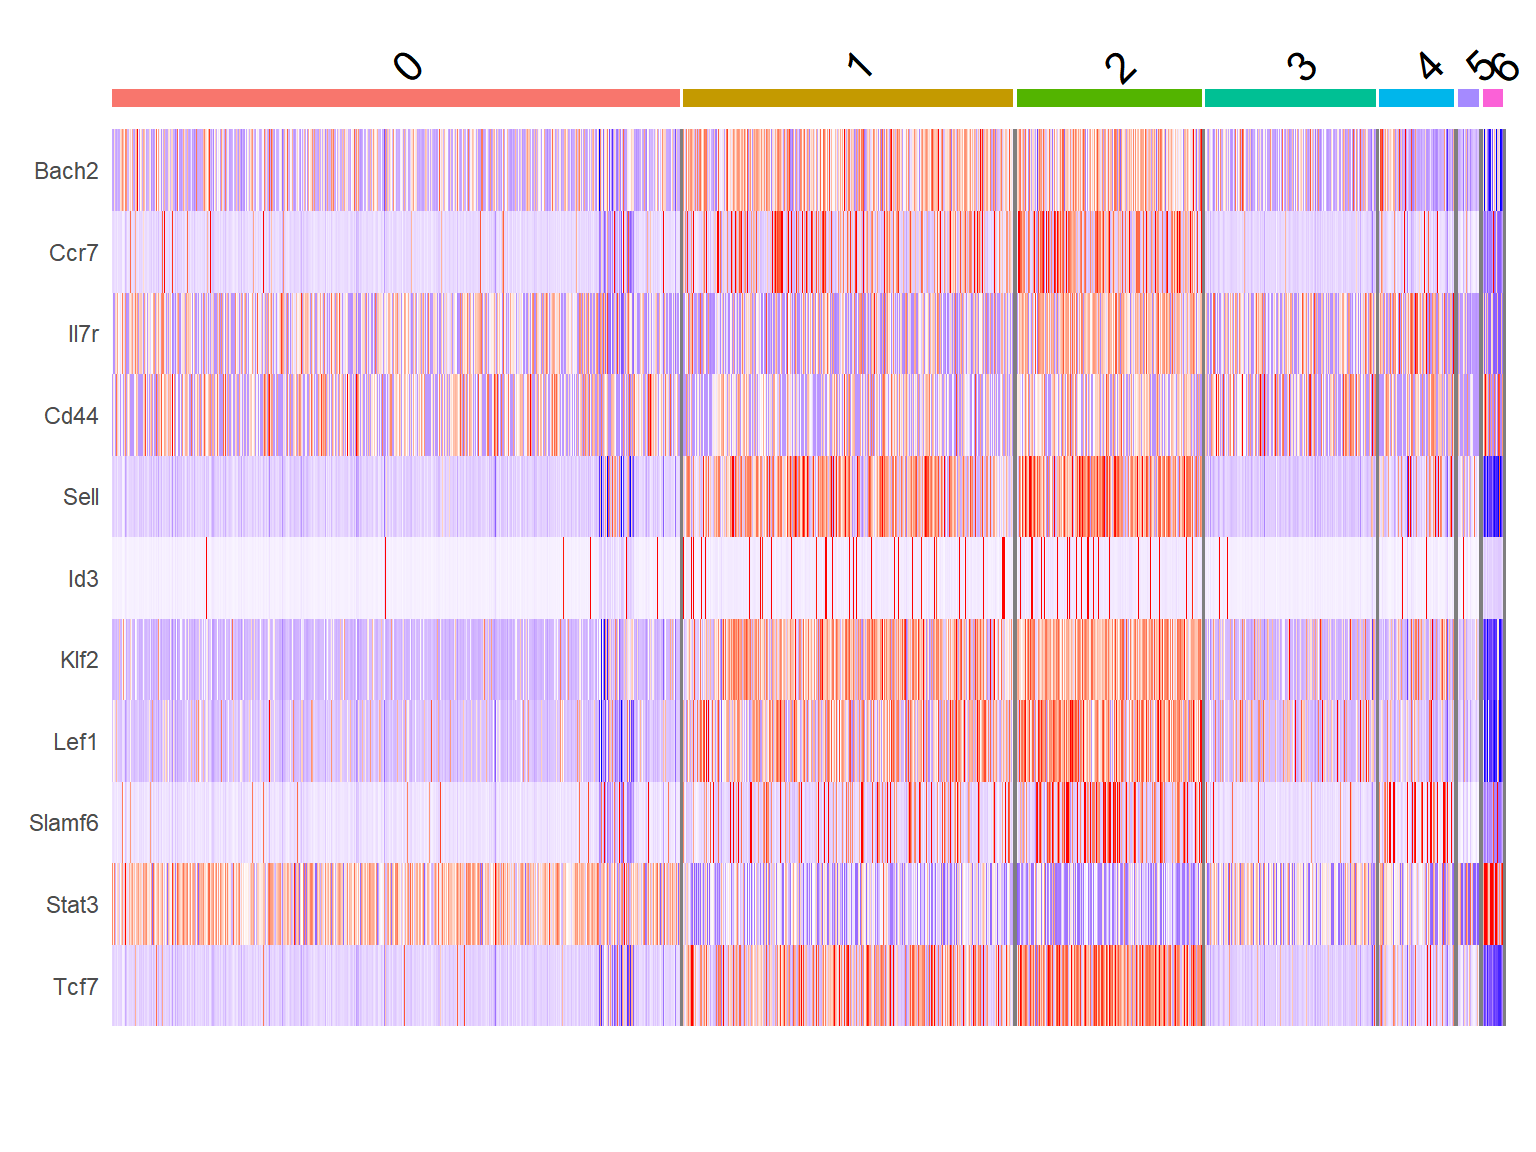 0 1 2 3 4 5 6
Bach2
Ccr7
Il7r
Cd44
Sell
Id3
Klf2
Lef1
Slamf6
Stat3
Tcf7